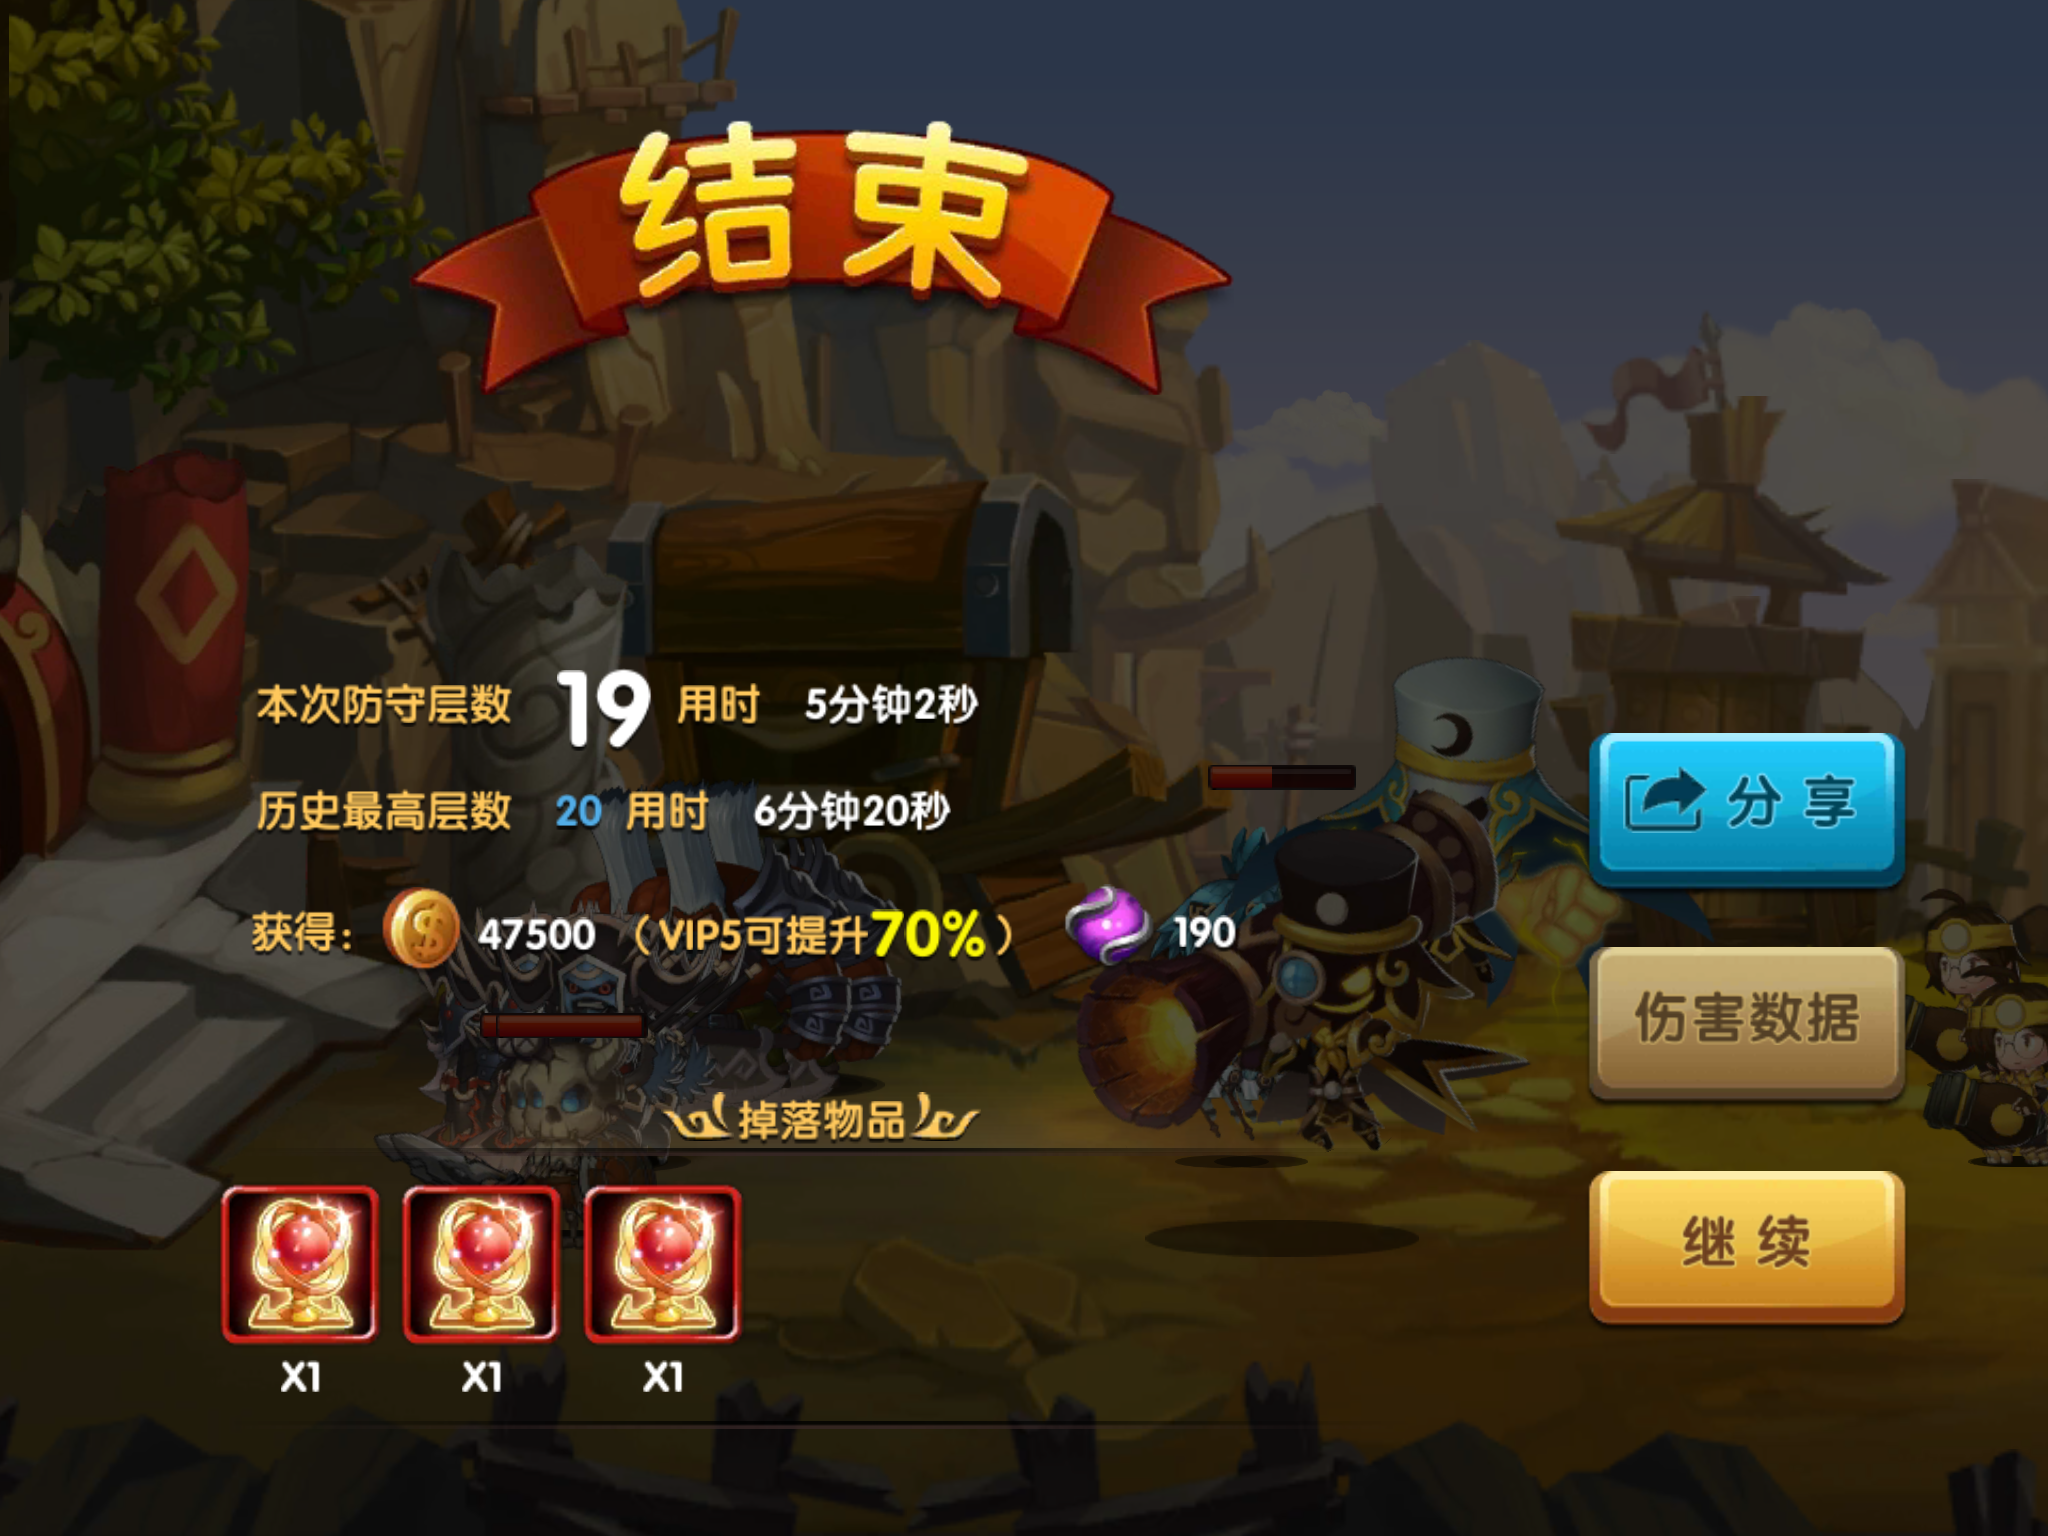 结束
本次防守层数 19 用时 5分钟2秒
历史最高层数 20 用时 6分钟20秒
获得： 47500 （VIP5可提升70%） 190
掉落物品
X1 X1 X1
分享
伤害数据
继续